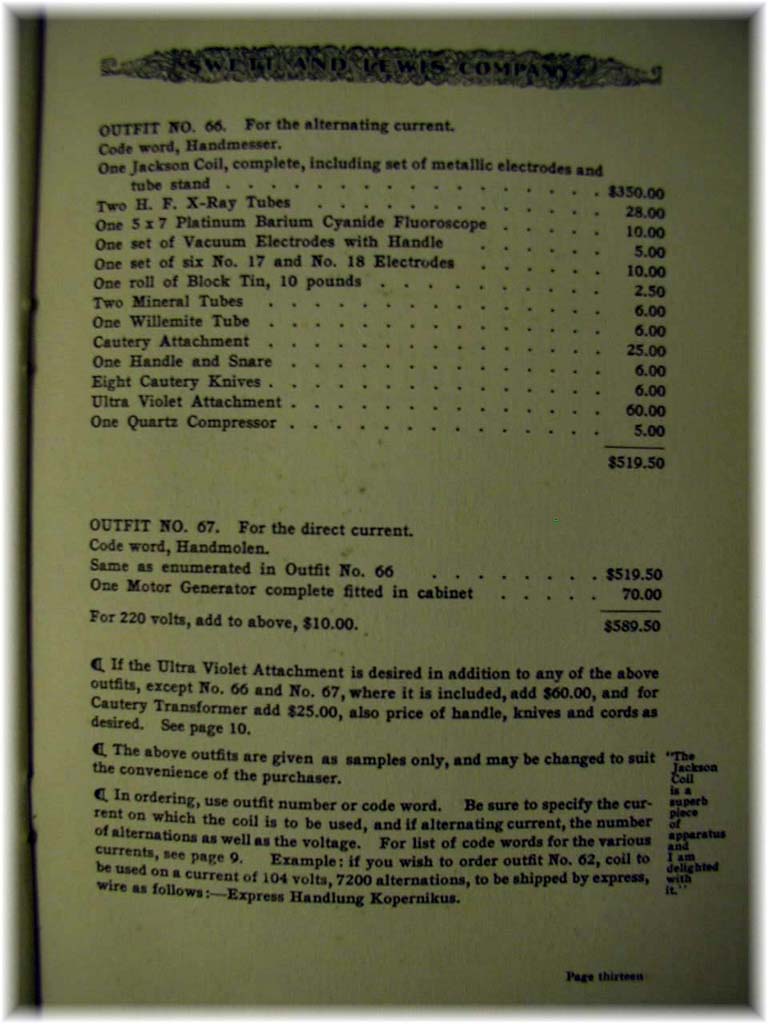 SWETT AND LEWIS COMPANY
OUTFIT NO. 66. For the alternating current.
Code word, Handmesser.
One Jackson Coil, complete, including set of metallic electrodes and
tube stand . . . . . . . . . . . . . . . . . $350.00
Two H. F. X-Ray Tubes . . . . . . . . . . . . . 28.00
One 5 x 7 Platinum Barium Cyanide Fluoroscope . . . . . 10.00
One set of Vacuum Electrodes with Handle . . . . . . 5.00
One set of six No. 17 and No. 18 Electrodes . . . . . . 10.00
One roll of Block Tin, 10 pounds . . . . . . . . . . 2.50
Two Mineral Tubes . . . . . . . . . . . . . . . 6.00
One Willemite Tube . . . . . . . . . . . . . . . 6.00
Cautery Attachment . . . . . . . . . . . . . . . 25.00
One Handle and Snare . . . . . . . . . . . . . . 6.00
Eight Cautery Knives . . . . . . . . . . . . . . . 6.00
Ultra Violet Attachment . . . . . . . . . . . . . . 60.00
One Quartz Compressor . . . . . . . . . . . . . . 5.00
$519.50
OUTFIT NO. 67. For the direct current.
Code word, Handmolen.
Same as enumerated in Outfit No. 66 . . . . . . . . $519.50
One Motor Generator complete fitted in cabinet . . . . . 70.00
For 220 volts, add to above, $10.00. $589.50
¶ If the Ultra Violet Attachment is desired in addition to any of the above
outfits, except No. 66 and No. 67, where it is included, add $60.00, and for
Cautery Transformer add $25.00, also price of handle, knives and cords as
desired. See page 10.
¶ The above outfits are given as samples only, and may be changed to suit
the convenience of the purchaser.
¶ In ordering, use outfit number or code word. Be sure to specify the cur-
rent on which the coil is to be used, and if alternating current, the number
of alternations as well as the voltage. For list of code words for the various
currents, see page 9. Example: if you wish to order outfit No. 62, coil to
be used on a current of 104 volts, 7200 alternations, to be shipped by express,
wire as follows:—Express Handlung Kopernikus.
"The
Jackson
Coil
is a
superb
piece
of
apparatus
and
I am
delighted
with
it."
Page thirteen